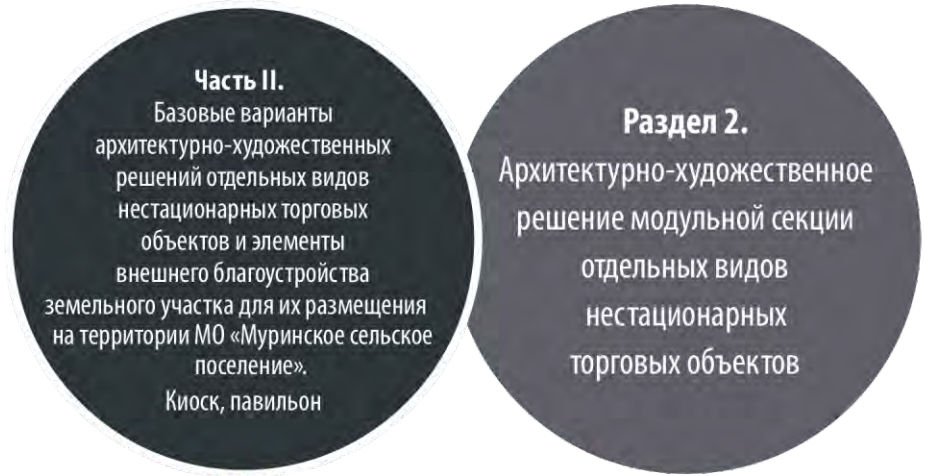 Часть II.
Базовые варианты
архитектурно-художественных
решений отдельных видов
нестационарных торговых
объектов и элементы
внешнего благоустройства
земельного участка для их размещения
на территории МО «Муринское сельское
поселение».
Киоск, павильон
Раздел 2.
Архитектурно-художественное
решение модульной секции
отдельных видов
нестационарных
торговых объектов